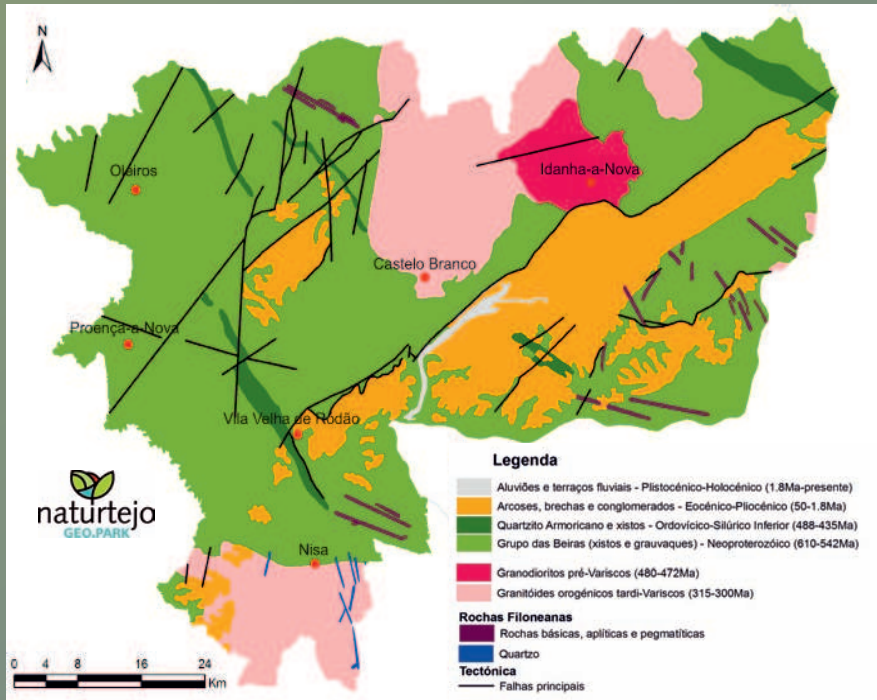 N
Oleiros
Idanha-a-Nova
Castelo Branco
Proença-a-Nova
Vila Velha de Ródão
Nisa
naturtejo
GEO.PARK
0 4 8 16 24
Km
Legenda
Aluviões e terraços fluviais - Plistocénico-Holocénico (1.8Ma-presente)
Arcoses, brechas e conglomerados - Eocénico-Pliocénico (50-1.8Ma)
Quartzito Armoricano e xistos - Ordovícico-Silúrico Inferior (488-435Ma)
Grupo das Beiras (xistos e grauvaques) - Neoproterozóico (610-542Ma)
Granodioritos pré-Variscos (480-472Ma)
Granitóides orogénicos tardi-Variscos (315-300Ma)
Rochas Filoneanas
Rochas básicas, aplíticas e pegmatíticas
Quartzo
Tectónica
Falhas principais